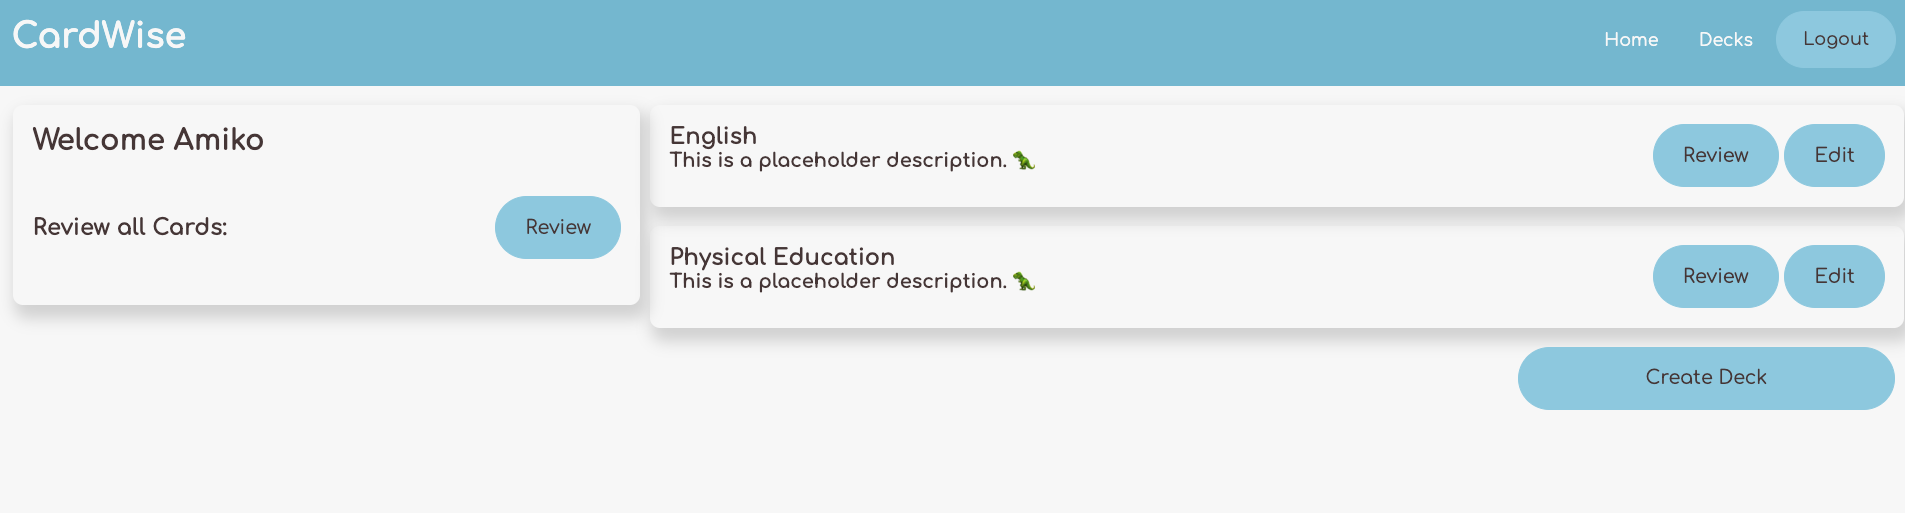 CardWise
Home
Decks
Logout
Welcome Amiko
Review all Cards:
Review
English
This is a placeholder description. 🦖
Review
Edit
Physical Education
This is a placeholder description. 🦖
Review
Edit
Create Deck